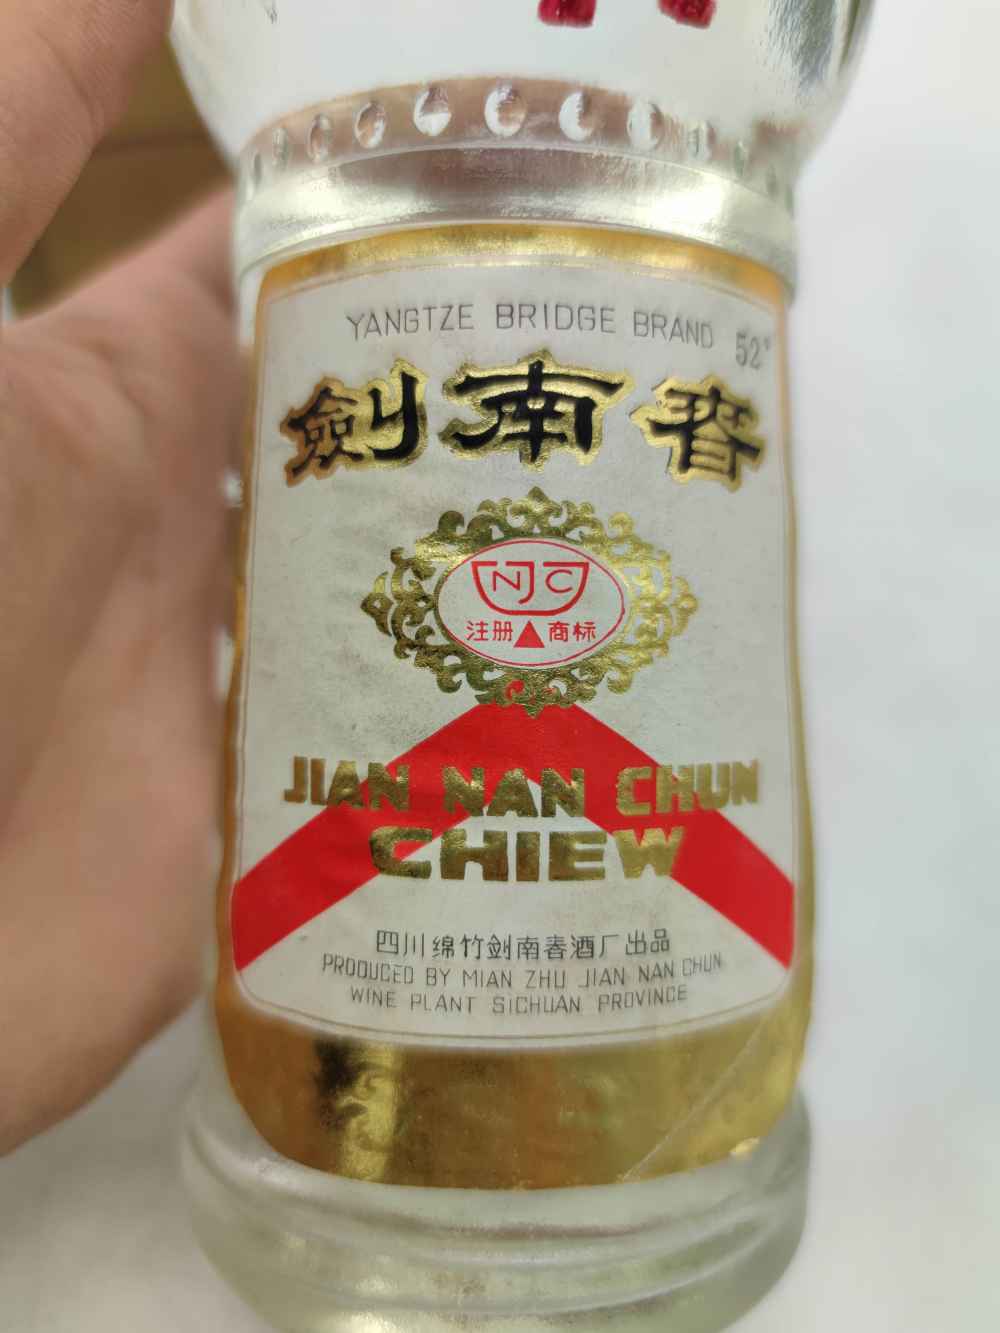 YANGTZE BRIDGE BRAND 52°
劍南春
NJC
注册 商标
JIAN NAN CHUN
CHIEW
四川绵竹剑南春酒厂出品
PRODUCED BY MIAN ZHU JIAN NAN CHUN
WINE PLANT SICHUAN PROVINCE